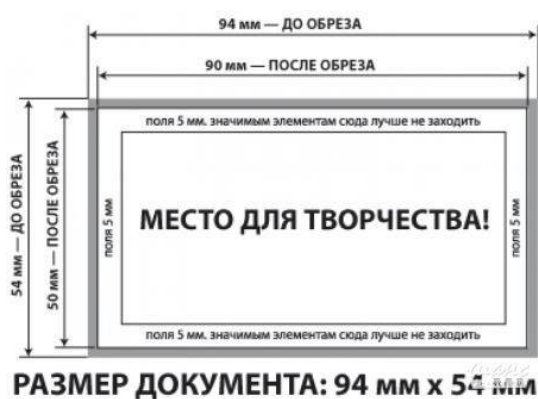 94 мм — ДО ОБРЕЗА
90 мм — ПОСЛЕ ОБРЕЗА
поля 5 мм. значимым элементам сюда лучше не заходить
54 мм — ДО ОБРЕЗА
50 мм — ПОСЛЕ ОБРЕЗА
поля 5 мм
МЕСТО ДЛЯ ТВОРЧЕСТВА!
поля 5 мм
поля 5 мм. значимым элементам сюда лучше не заходить
РАЗМЕР ДОКУМЕНТА: 94 мм х 54 мм